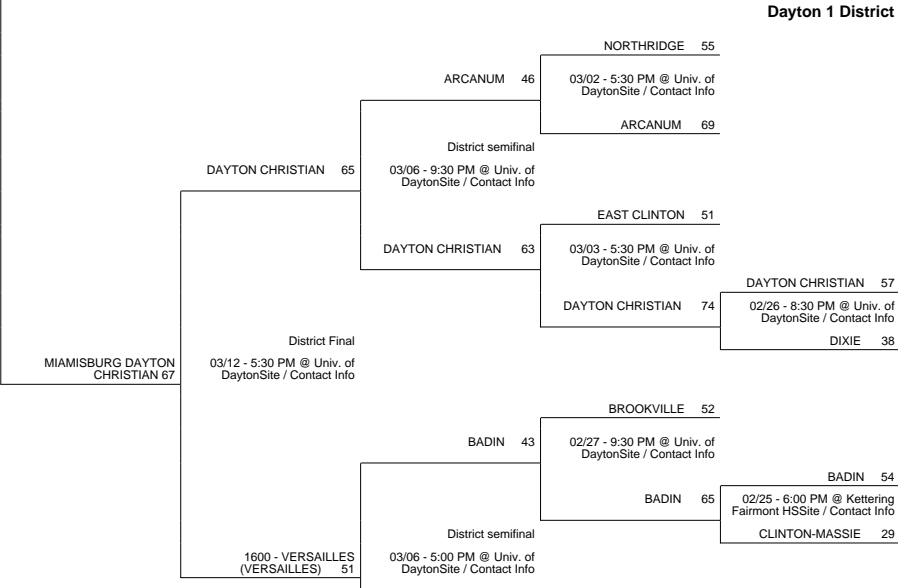 Dayton 1 District
NORTHRIDGE 55
ARCANUM 46
03/02 - 5:30 PM @ Univ. of
DaytonSite / Contact Info
ARCANUM 69
District semifinal
DAYTON CHRISTIAN 65
03/06 - 9:30 PM @ Univ. of
DaytonSite / Contact Info
EAST CLINTON 51
DAYTON CHRISTIAN 63
03/03 - 5:30 PM @ Univ. of
DaytonSite / Contact Info
DAYTON CHRISTIAN 57
DAYTON CHRISTIAN 74
02/26 - 8:30 PM @ Univ. of
DaytonSite / Contact Info
DIXIE 38
District Final
MIAMISBURG DAYTON
CHRISTIAN 67
03/12 - 5:30 PM @ Univ. of
DaytonSite / Contact Info
BROOKVILLE 52
BADIN 43
02/27 - 9:30 PM @ Univ. of
DaytonSite / Contact Info
BADIN 54
BADIN 65
02/25 - 6:00 PM @ Kettering
Fairmont HSSite / Contact Info
CLINTON-MASSIE 29
District semifinal
1600 - VERSAILLES
(VERSAILLES) 51
03/06 - 5:00 PM @ Univ. of
DaytonSite / Contact Info